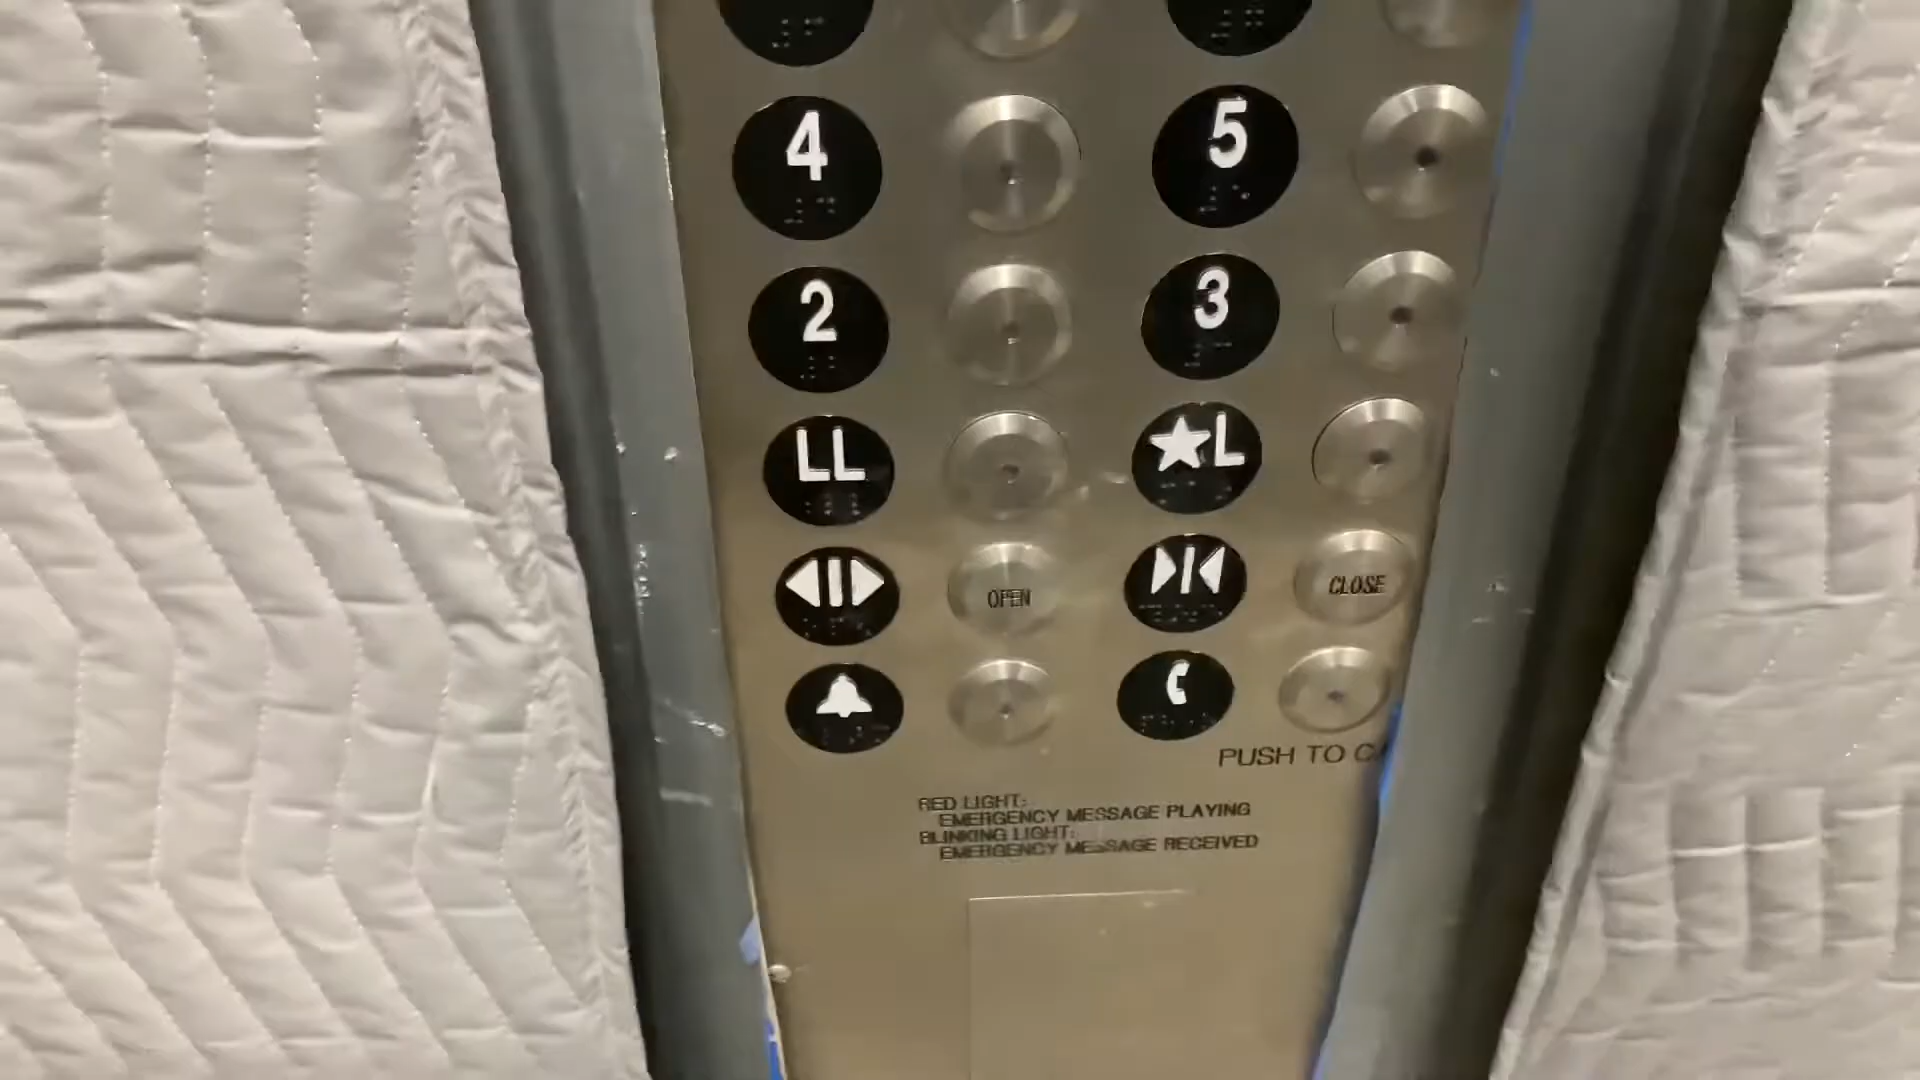 4 5
2 3
LL ★L
OPEN CLOSE
PUSH TO
RED LIGHT:
EMERGENCY MESSAGE PLAYING
BLINKING LIGHT:
EMERGENCY MESSAGE RECEIVED